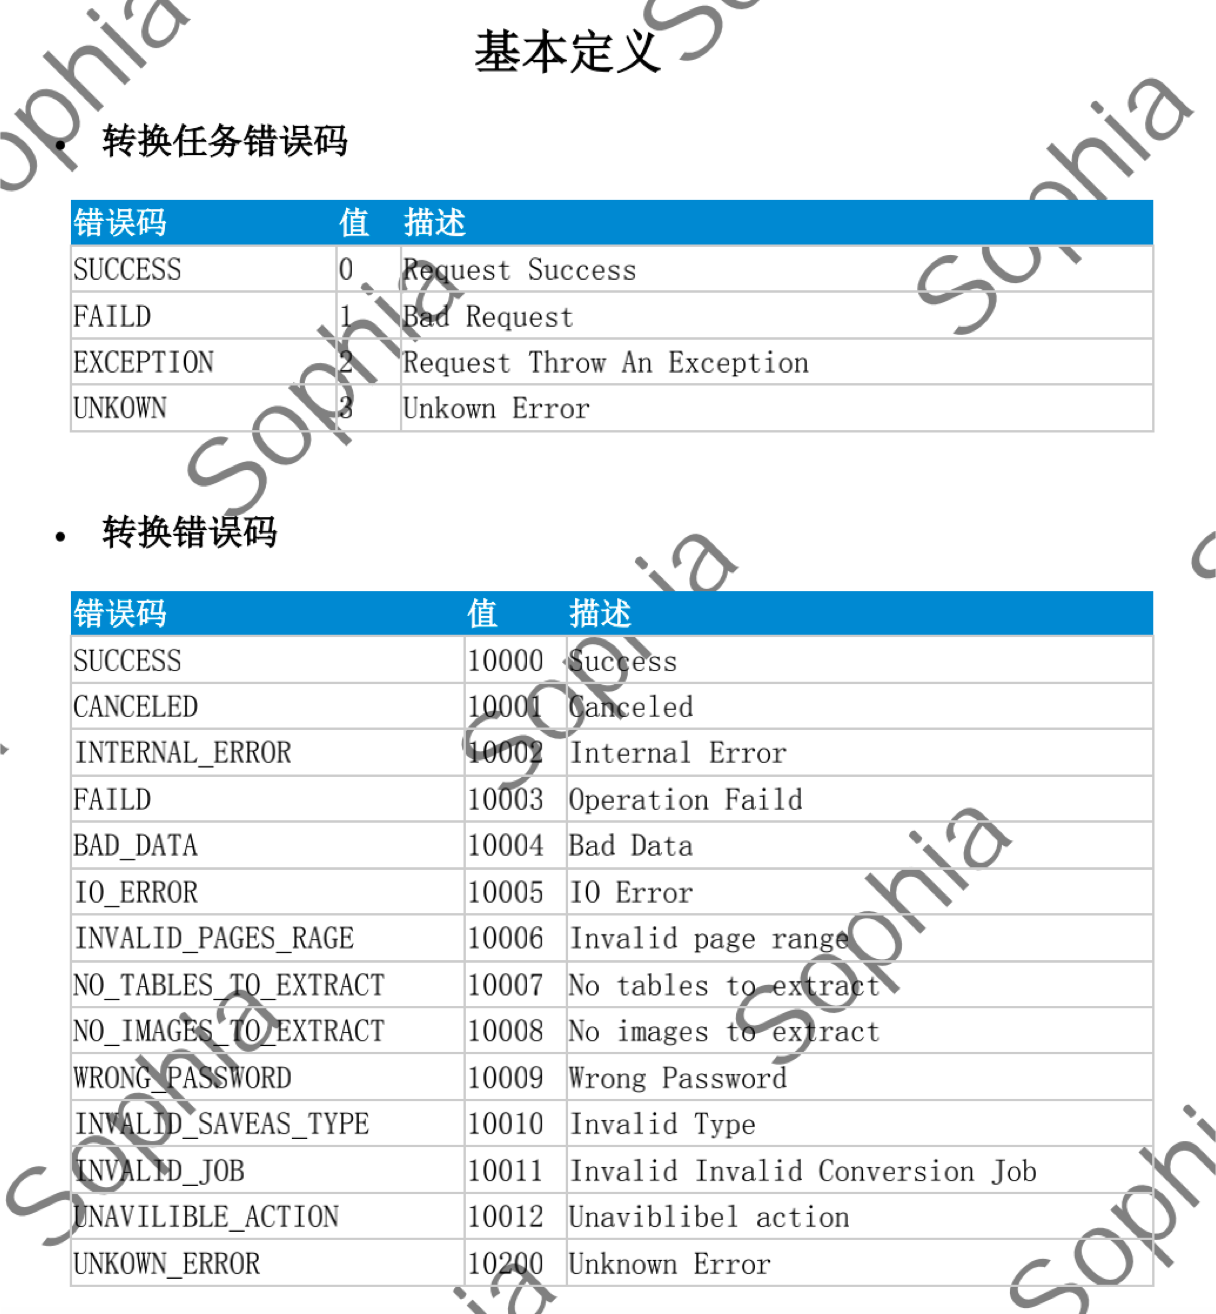 基本定义
• 转换任务错误码
错误码 值 描述
SUCCESS 0 Request Success
FAILD 1 Bad Request
EXCEPTION 2 Request Throw An Exception
UNKOWN 3 Unkown Error
• 转换错误码
错误码 值 描述
SUCCESS 10000 Success
CANCELED 10001 Canceled
INTERNAL_ERROR 10002 Internal Error
FAILD 10003 Operation Faild
BAD_DATA 10004 Bad Data
IO_ERROR 10005 IO Error
INVALID_PAGES_RAGE 10006 Invalid page range
NO_TABLES_TO_EXTRACT 10007 No tables to extract
NO_IMAGES_TO_EXTRACT 10008 No images to extract
WRONG_PASSWORD 10009 Wrong Password
INVALID_SAVEAS_TYPE 10010 Invalid Type
INVALID_JOB 10011 Invalid Invalid Conversion Job
UNAVILIBLE_ACTION 10012 Unaviblibel action
UNKOWN_ERROR 10200 Unknown Error
Sophia
Sophia
Sophia
Sophia
Sophia